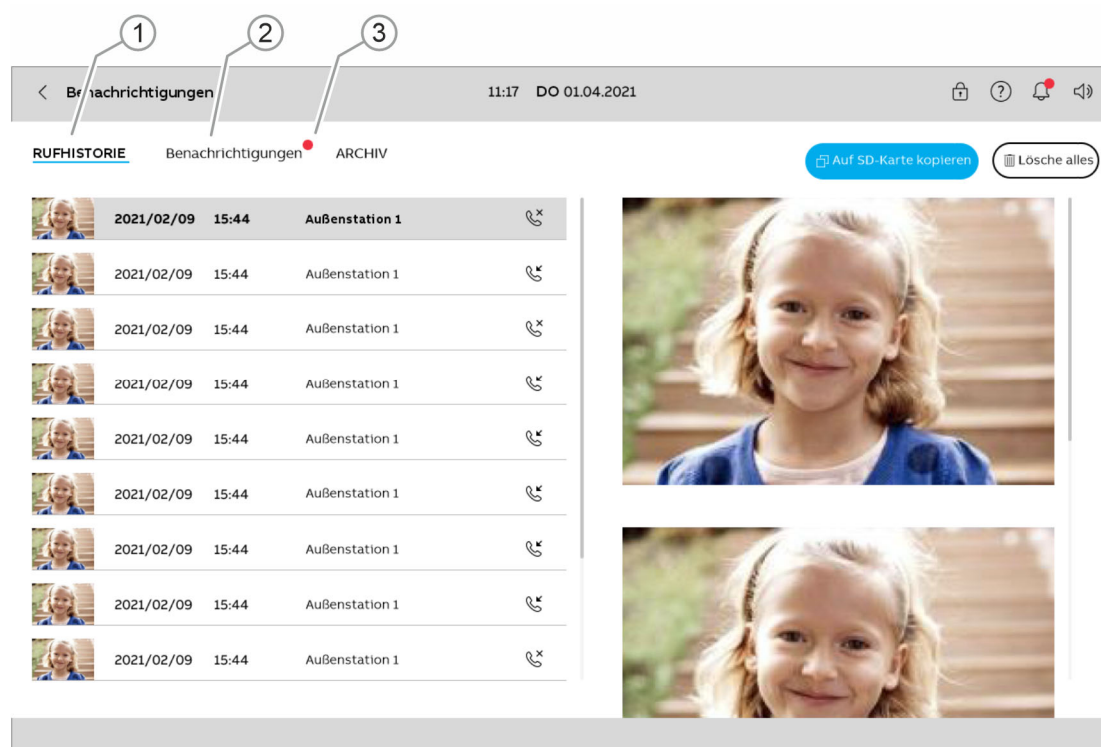 1 2 3
Benachrichtigungen 11:17 DO 01.04.2021
RUFHISTORIE Benachrichtigungen ARCHIV Auf SD-Karte kopieren Lösche alles
2021/02/09 15:44 Außenstation 1
2021/02/09 15:44 Außenstation 1
2021/02/09 15:44 Außenstation 1
2021/02/09 15:44 Außenstation 1
2021/02/09 15:44 Außenstation 1
2021/02/09 15:44 Außenstation 1
2021/02/09 15:44 Außenstation 1
2021/02/09 15:44 Außenstation 1
2021/02/09 15:44 Außenstation 1